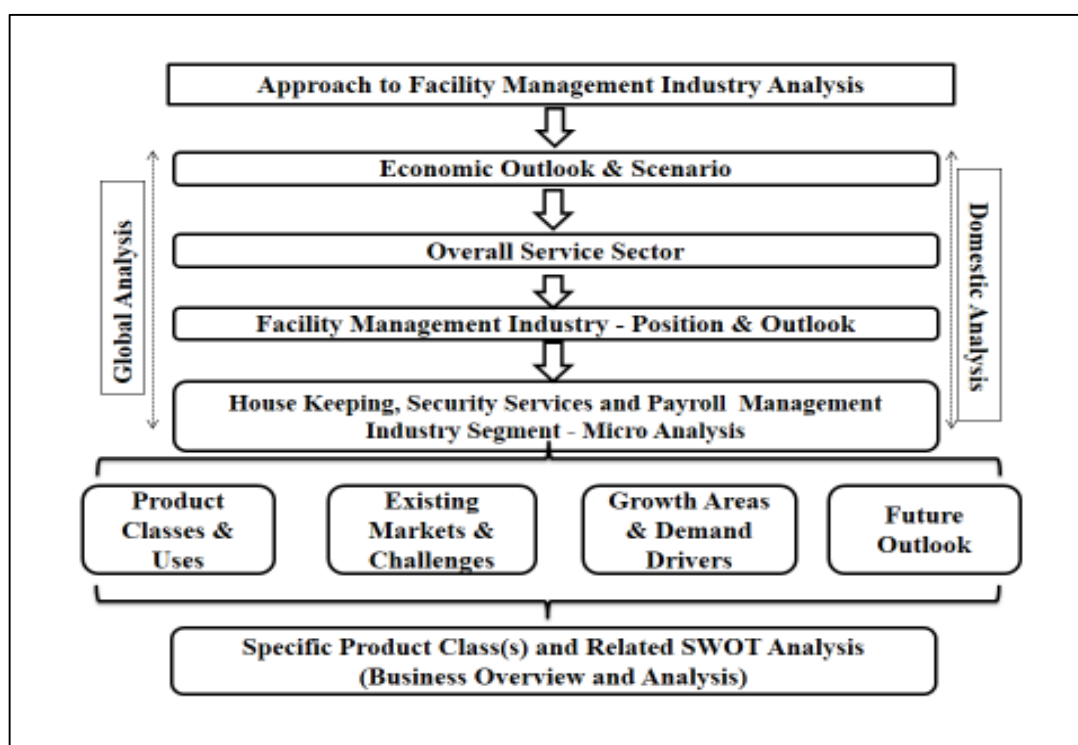 Approach to Facility Management Industry Analysis
Economic Outlook & Scenario
Overall Service Sector
Facility Management Industry - Position & Outlook
House Keeping, Security Services and Payroll Management
Industry Segment - Micro Analysis
Global Analysis
Domestic Analysis
Product
Classes &
Uses
Existing
Markets &
Challenges
Growth Areas
& Demand
Drivers
Future
Outlook
Specific Product Class(s) and Related SWOT Analysis
(Business Overview and Analysis)